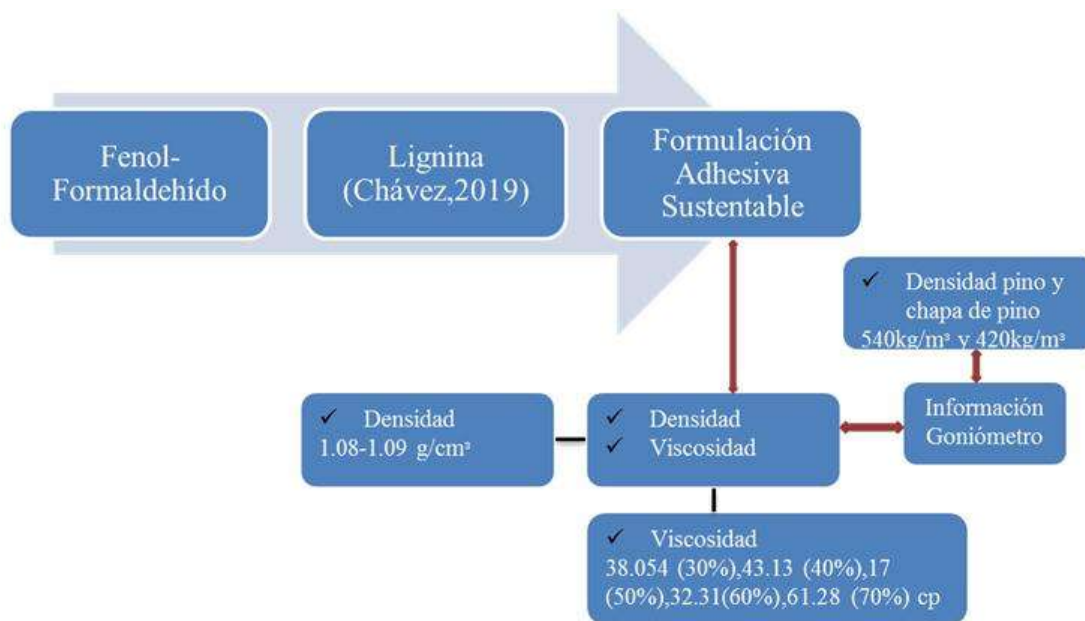 Fenol-
Formaldehído
Lignina
(Chávez,2019)
Formulación
Adhesiva
Sustentable
✓ Densidad pino y
chapa de pino
540kg/m³ y 420kg/m³
✓ Densidad
1.08-1.09 g/cm³
✓ Densidad
✓ Viscosidad
Información
Goniómetro
✓ Viscosidad
38.054 (30%),43.13 (40%),17
(50%),32.31(60%),61.28 (70%) cp